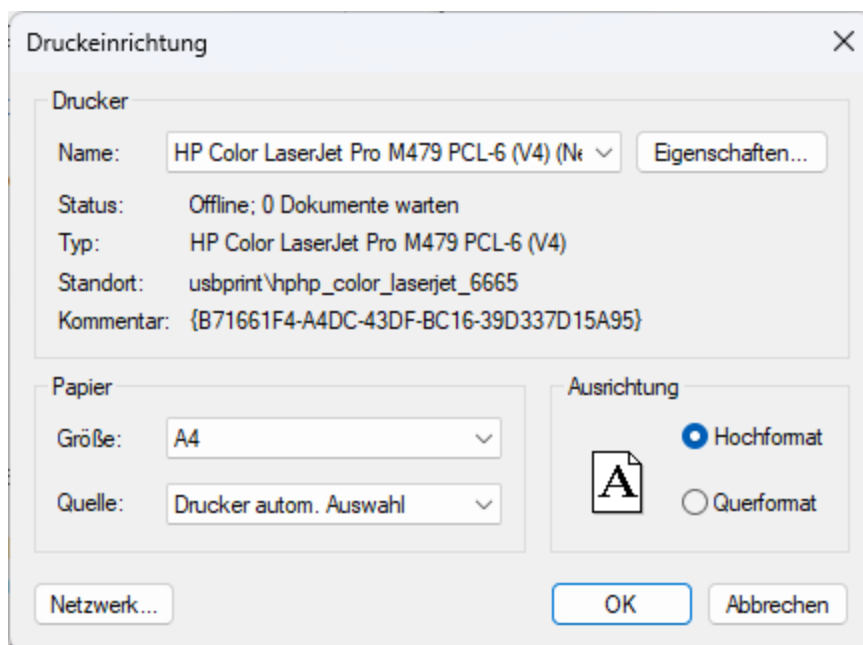 Druckeinrichtung
Drucker
Name: HP Color LaserJet Pro M479 PCL-6 (V4) (Ne Eigenschaften...
Status: Offline; 0 Dokumente warten
Typ: HP Color LaserJet Pro M479 PCL-6 (V4)
Standort: usbprint\hphp_color_laserjet_6665
Kommentar: {B71661F4-A4DC-43DF-BC16-39D337D15A95}
Papier
Größe: A4
Quelle: Drucker autom. Auswahl
Ausrichtung
A
Hochformat
Querformat
Netzwerk... OK Abbrechen